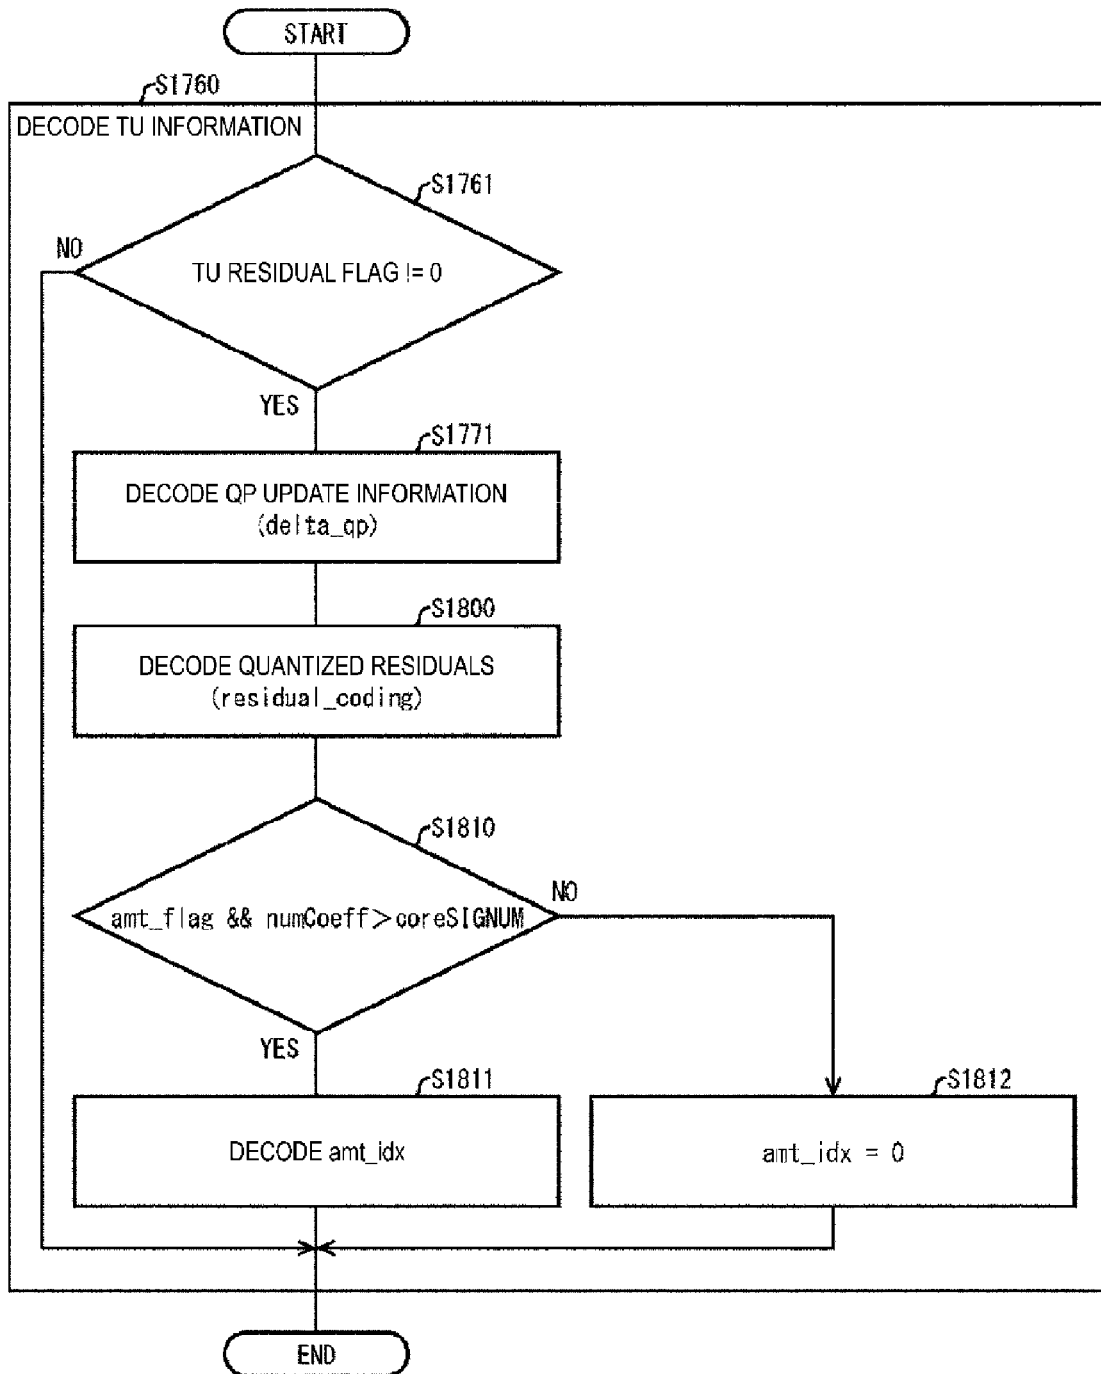 START
S1760
DECODE TU INFORMATION
S1761
NO
TU RESIDUAL FLAG != 0
YES
S1771
DECODE QP UPDATE INFORMATION
(delta_qp)
S1800
DECODE QUANTIZED RESIDUALS
(residual_coding)
S1810
NO
amt_flag && numCoeff>coreSIGNUM
YES
S1811
S1812
DECODE amt_idx
amt_idx = 0
END